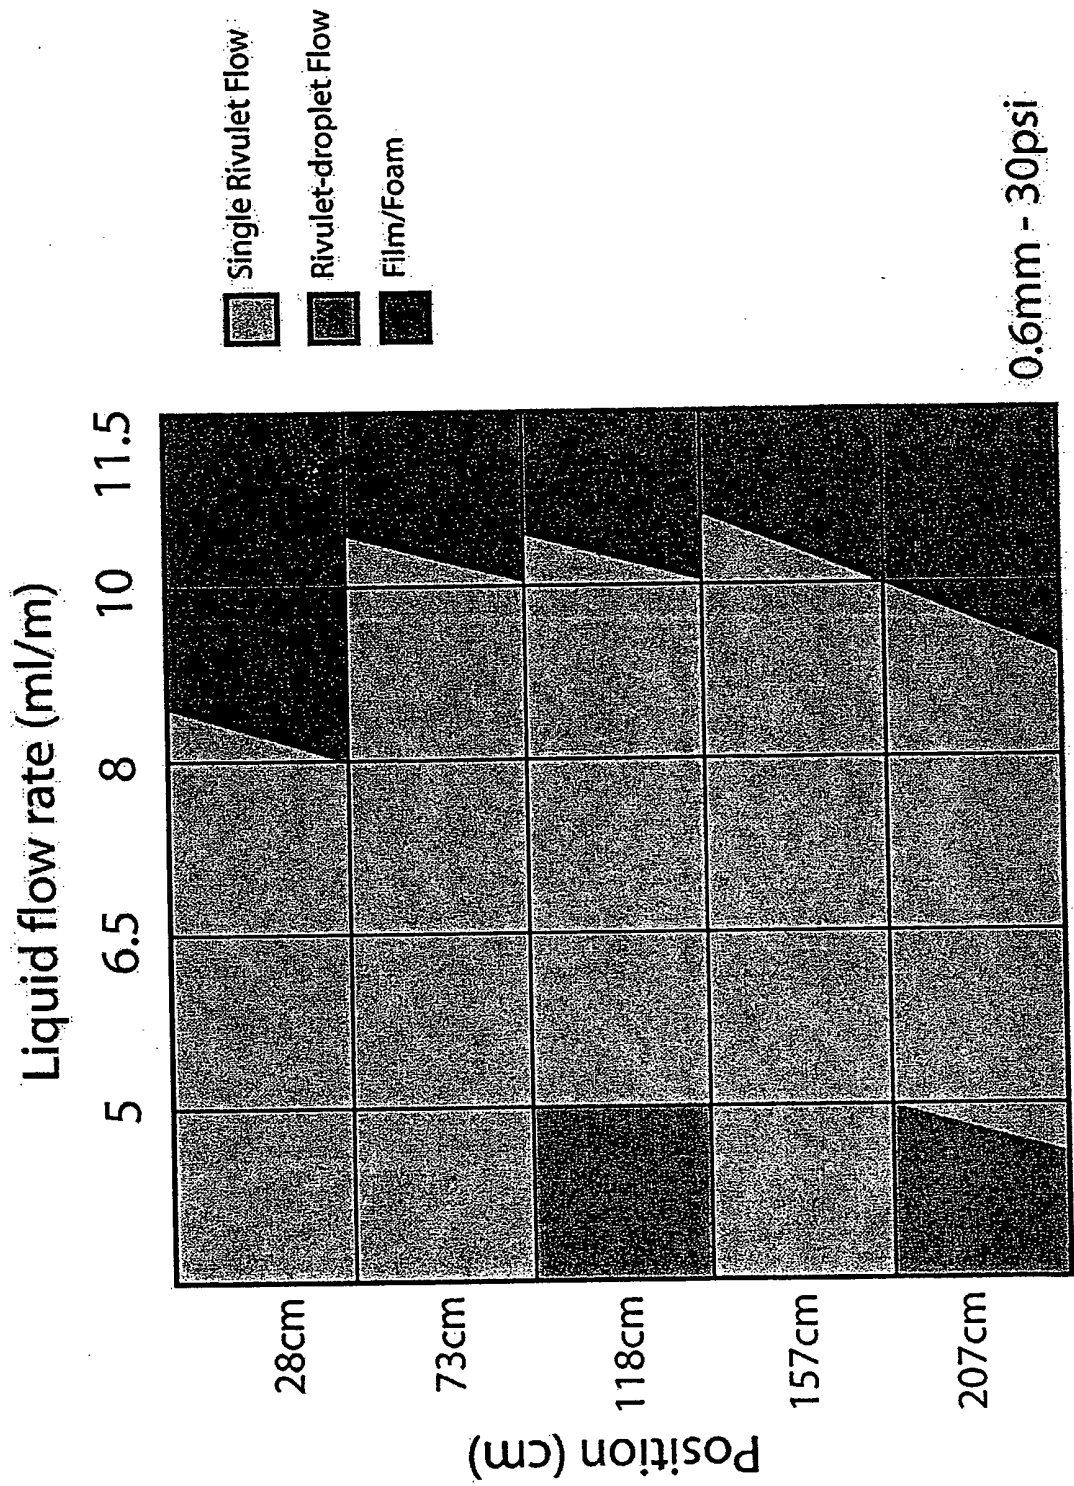 Liquid flow rate (ml/m)
5
6.5
8
10
11.5
Position (cm)
28cm
73cm
118cm
157cm
207cm
Single Rivulet Flow
Rivulet-droplet Flow
Film/Foam
0.6mm - 30psi